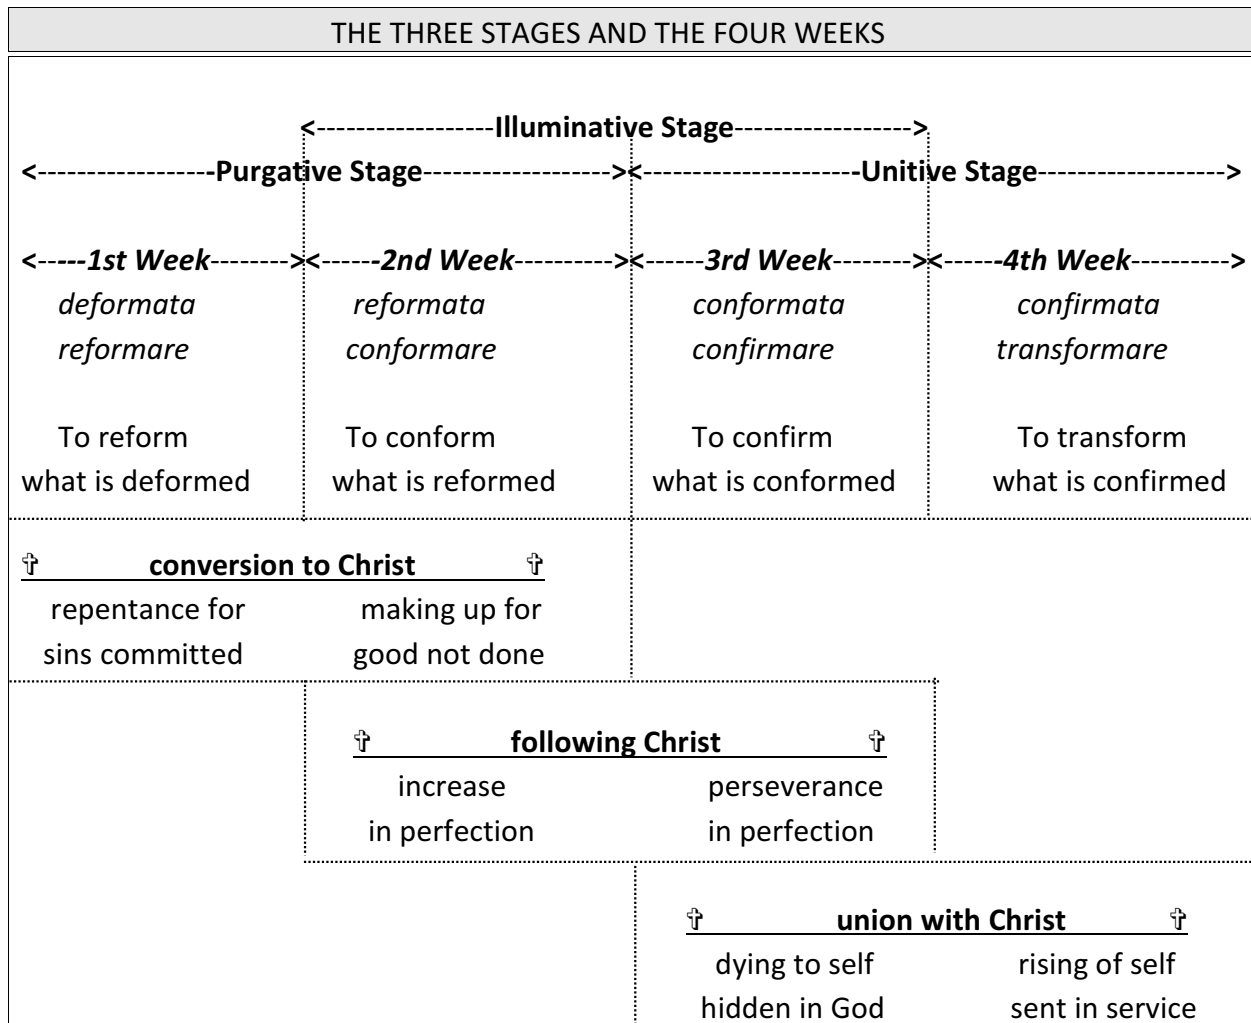 THE THREE STAGES AND THE FOUR WEEKS
<------------------Illuminative Stage------------------>
<-------------------Purgative Stage-------------------><----------------------Unitive Stage------------------->
<-----1st Week--------><-------2nd Week-----------><------3rd Week--------><-------4th Week---------->
deformata reformata conformata confirmata
reformare conformare confirmare transformare
To reform To conform To confirm To transform
what is deformed what is reformed what is conformed what is confirmed
✞ conversion to Christ ✞
repentance for making up for
sins committed good not done
✞ following Christ ✞
increase perseverance
in perfection in perfection
✞ union with Christ ✞
dying to self rising of self
hidden in God sent in service